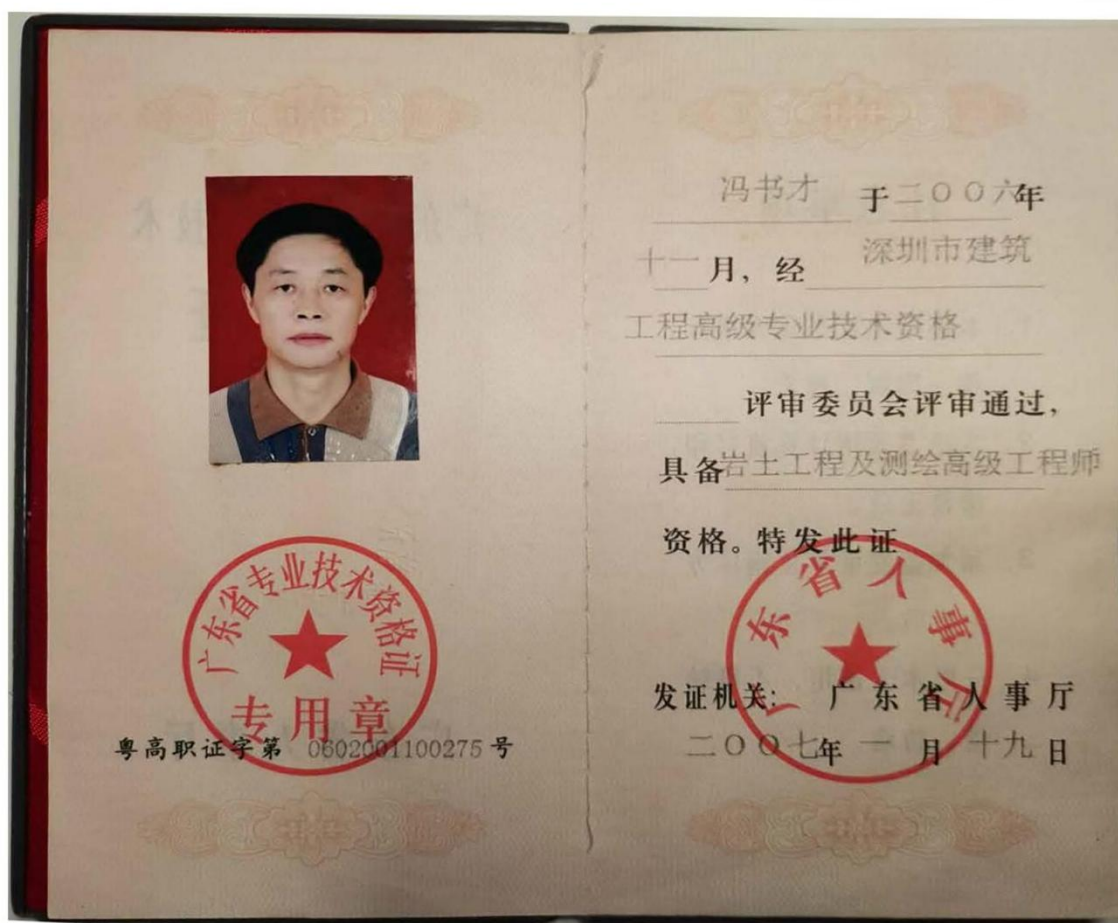 广东省专业技术资格证
专用章
粤高职证字第 0602001100275 号
冯书才 于二〇〇六年
十一月，经 深圳市建筑
工程高级专业技术资格
评审委员会评审通过，
具备岩土工程及测绘高级工程师
资格。特发此证
广东省人事厅
发证机关： 广东省人事厅
二〇〇七年 一 月 十九 日